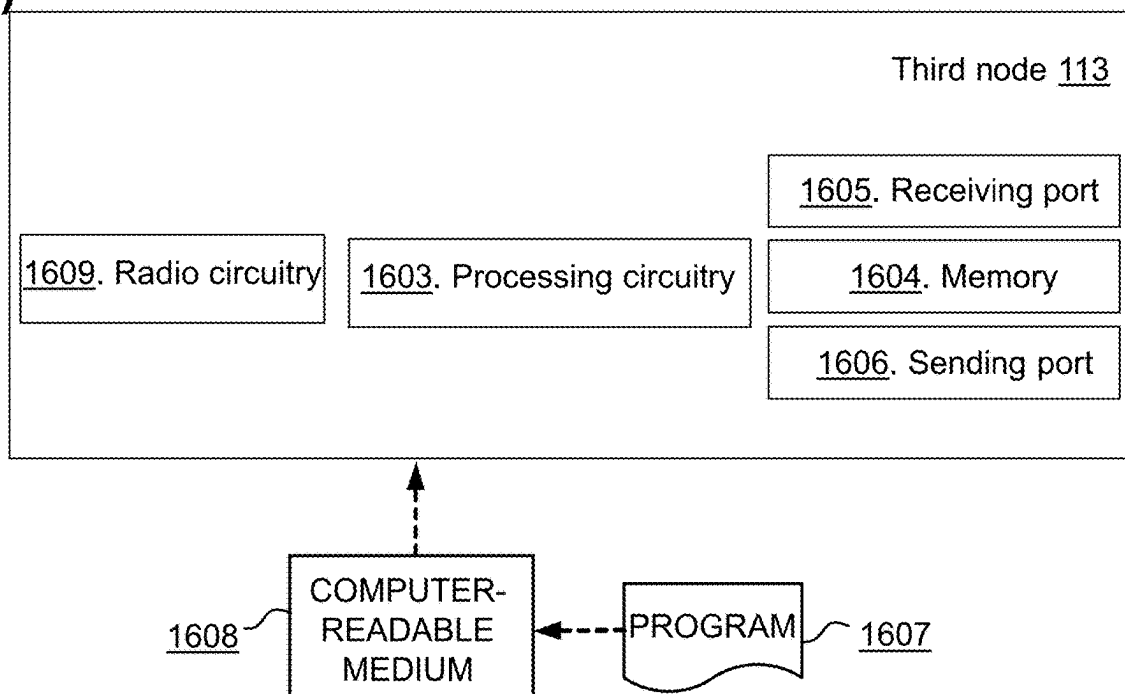 Third node 113
1605. Receiving port
1609. Radio circuitry
1603. Processing circuitry
1604. Memory
1606. Sending port
COMPUTER-
READABLE
MEDIUM
1608
PROGRAM
1607